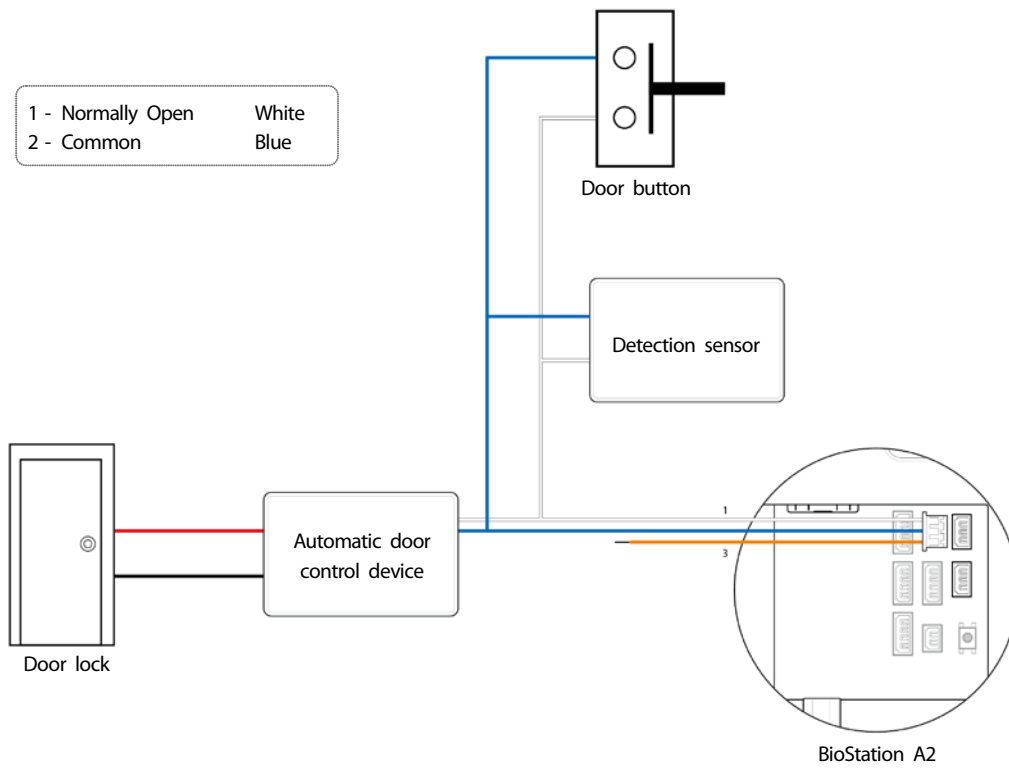 1 - Normally Open White
2 - Common Blue
Door button
Detection sensor
Automatic door
control device
1
3
Door lock
BioStation A2